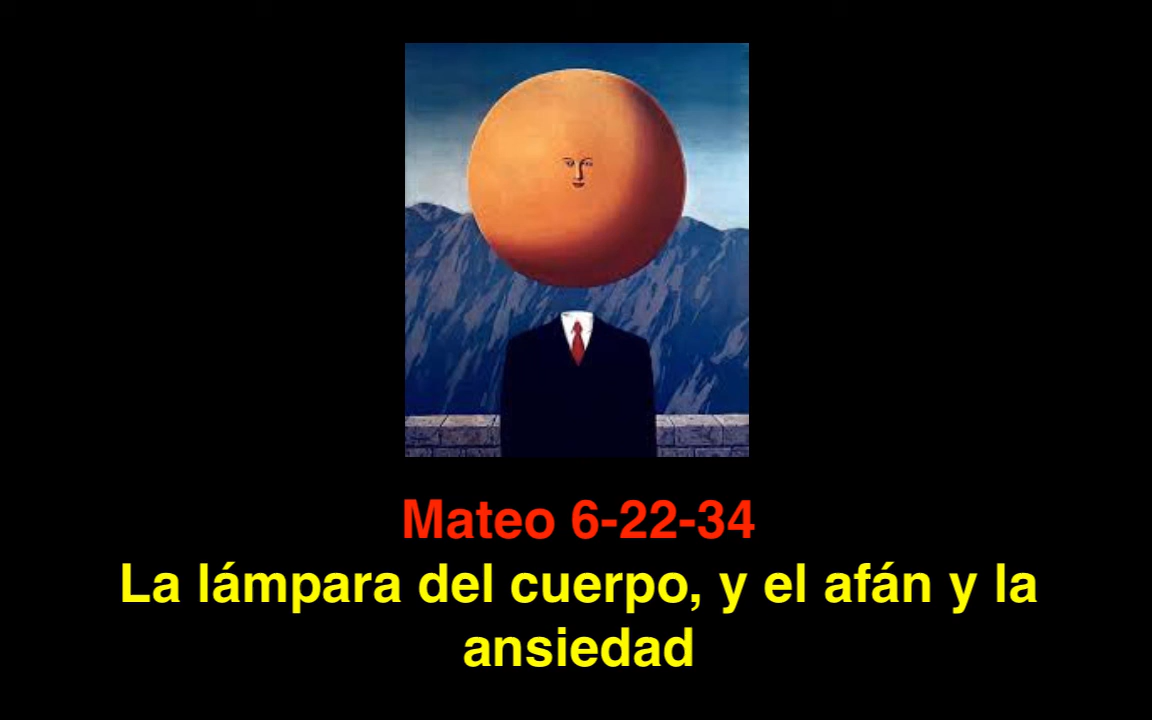 Mateo 6-22-34
La lámpara del cuerpo, y el afán y la
ansiedad